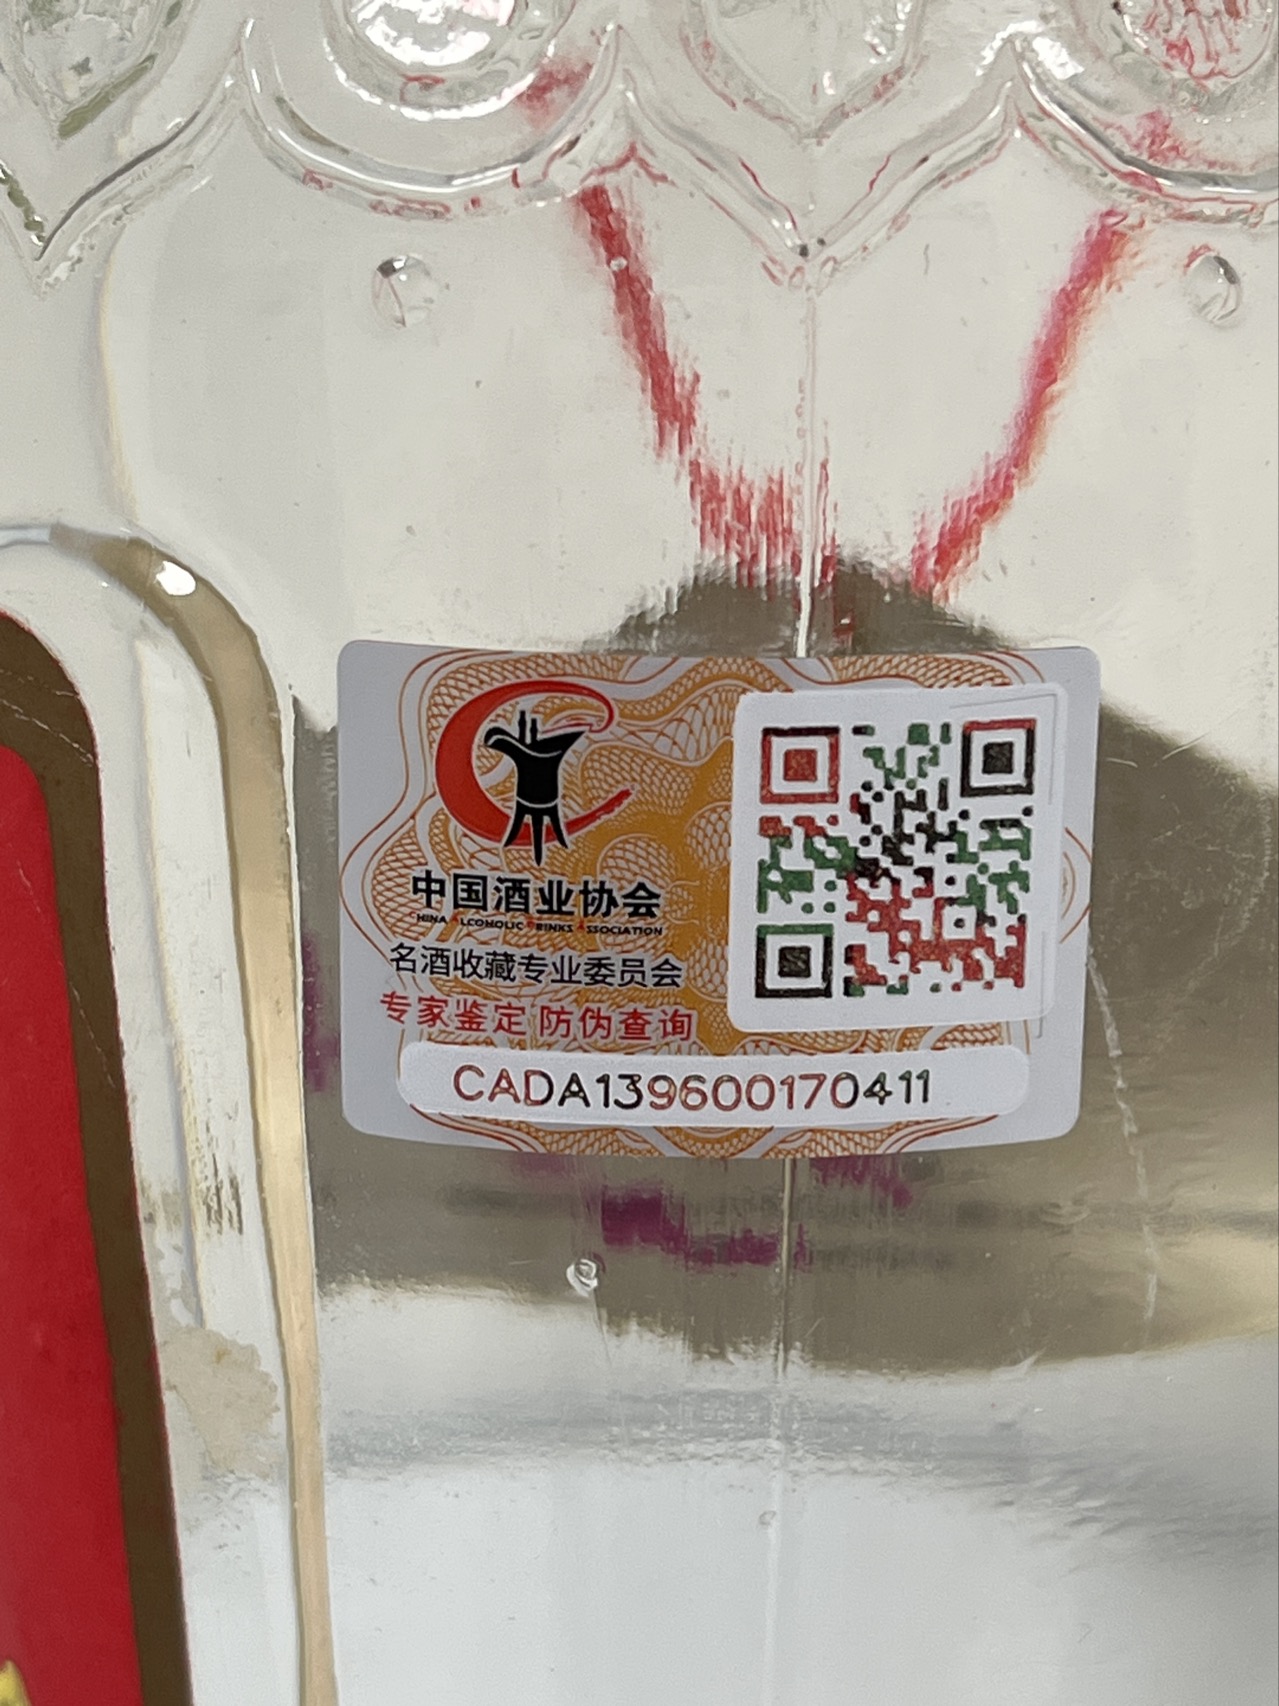 中国酒业协会
CHINA ALCOHOLIC DRINKS ASSOCIATION
名酒收藏专业委员会
专家鉴定 防伪查询
CADA139600170411